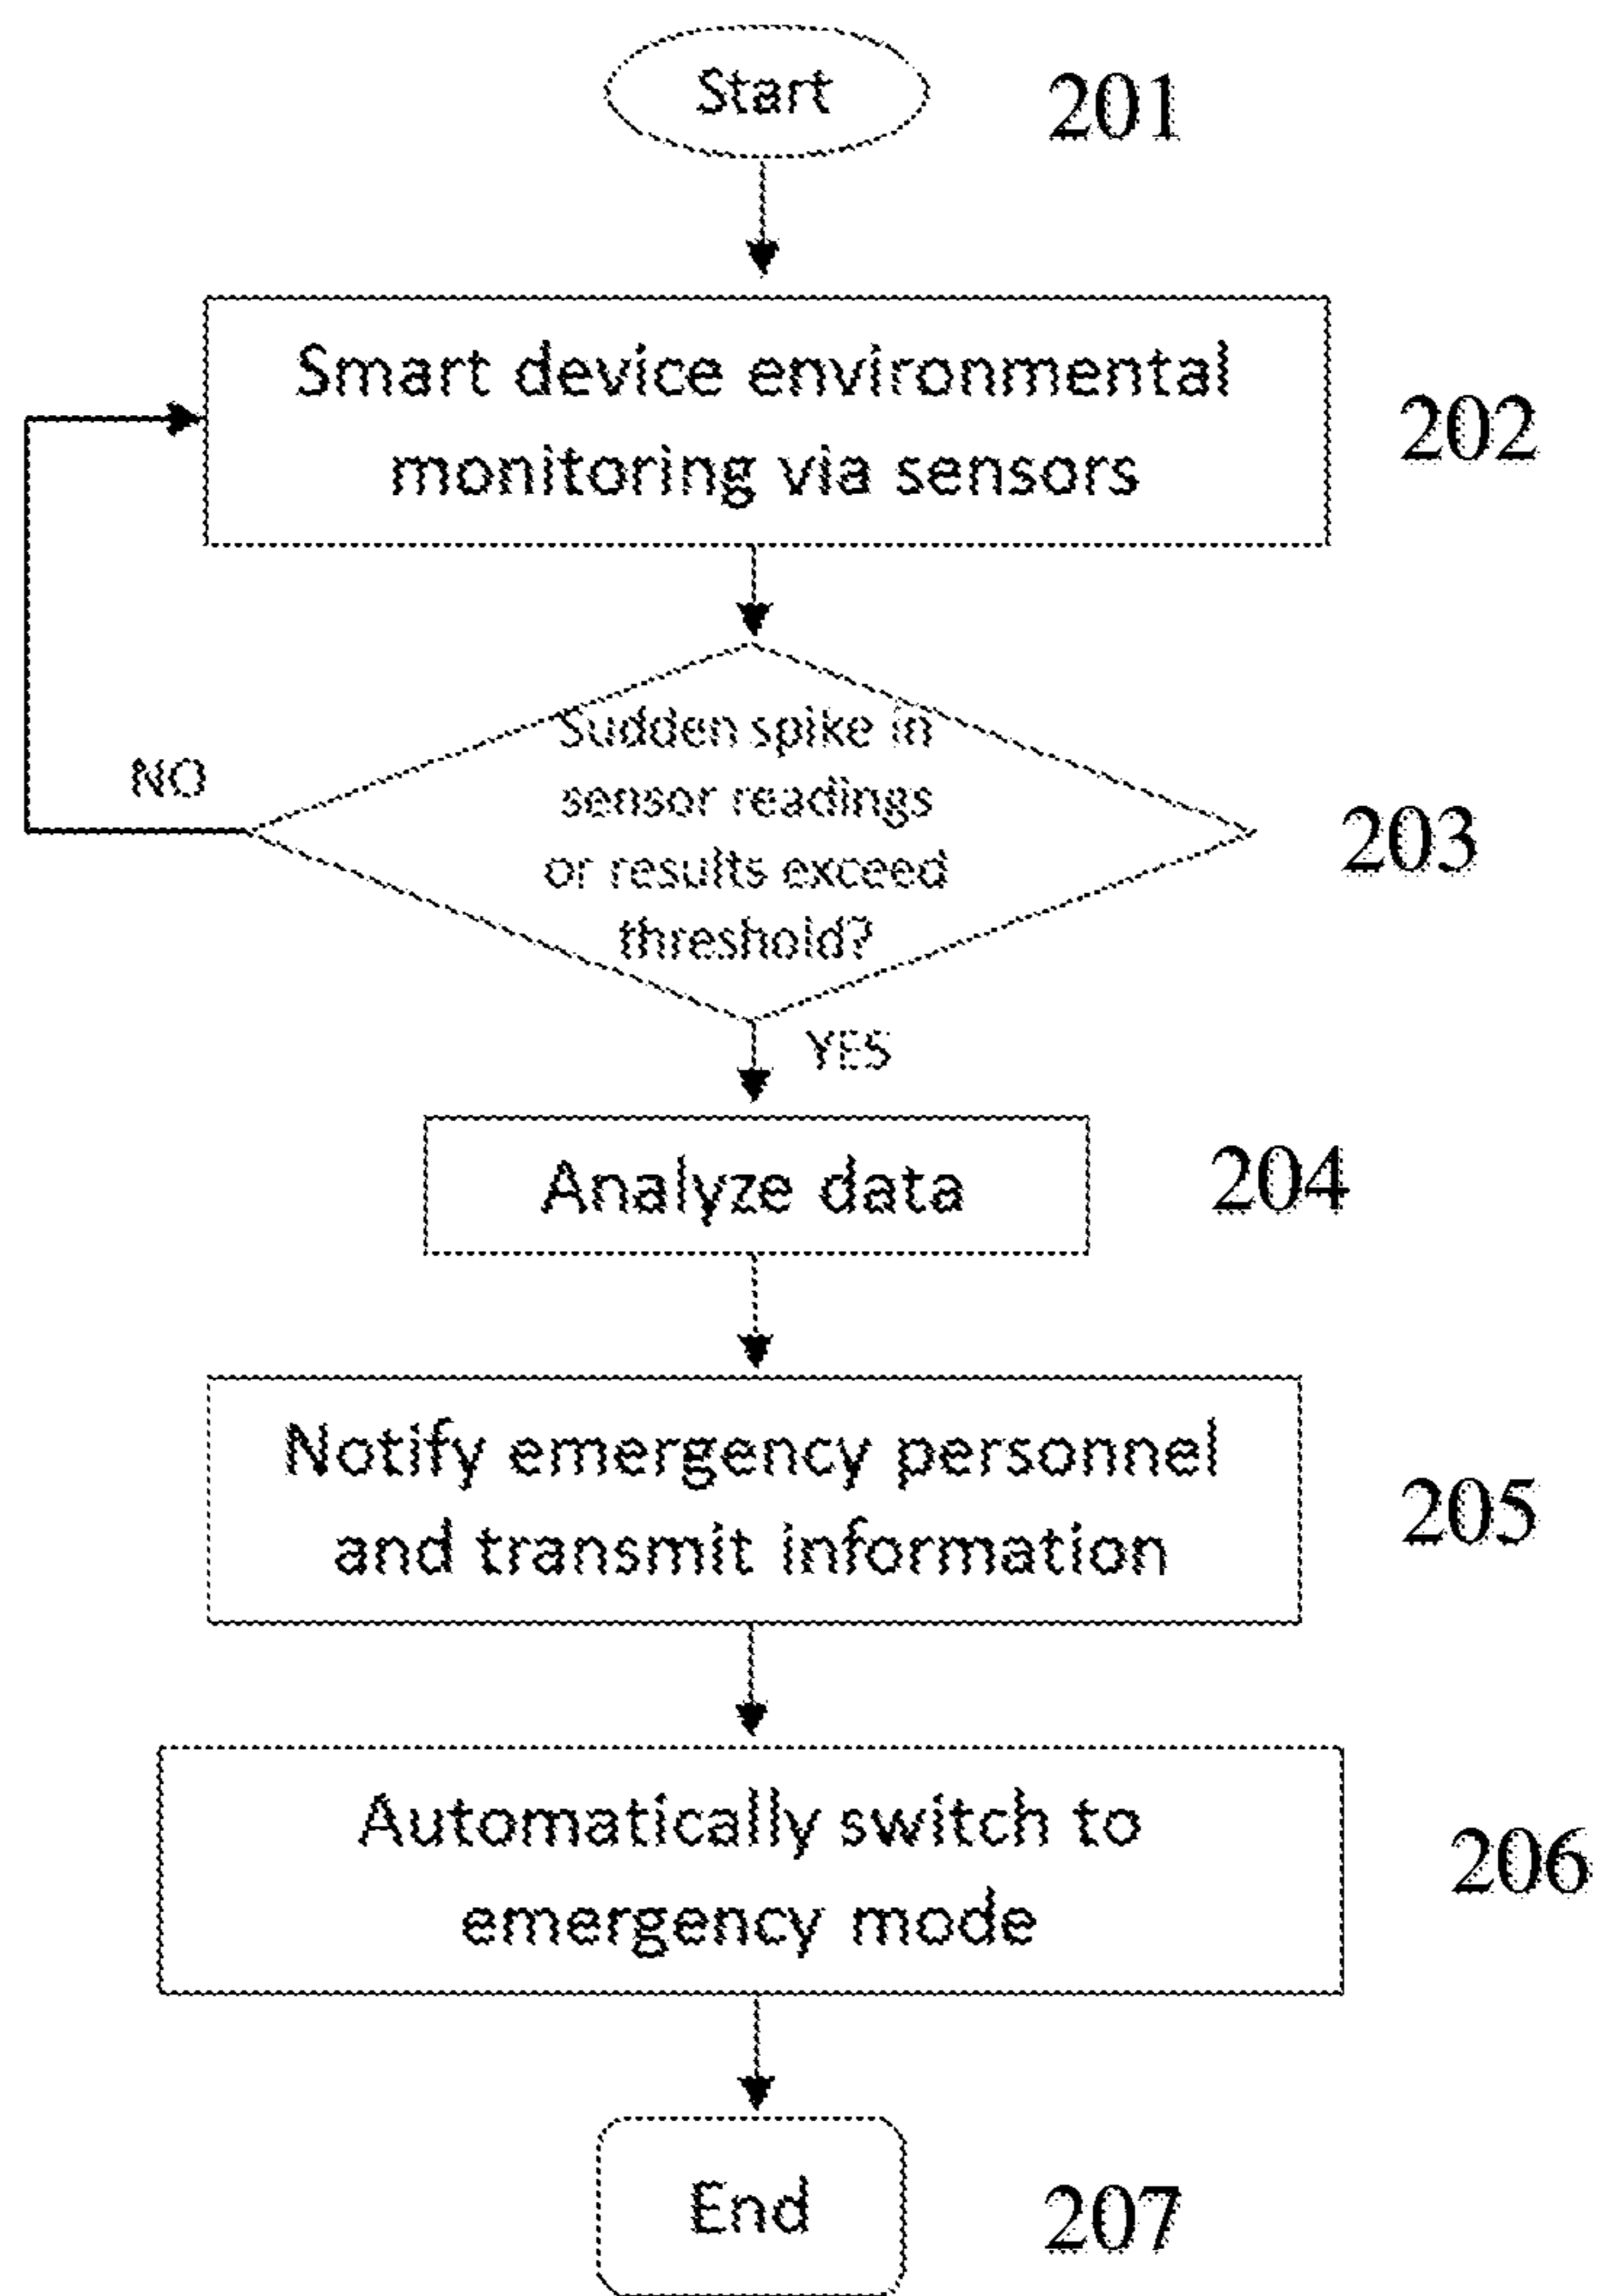 Start
201
Smart device environmental
monitoring via sensors
202
Sudden spike in
sensor readings
or results exceed
threshold?
203
NO
YES
Analyze data
204
Notify emergency personnel
and transmit information
205
Automatically switch to
emergency mode
206
End
207